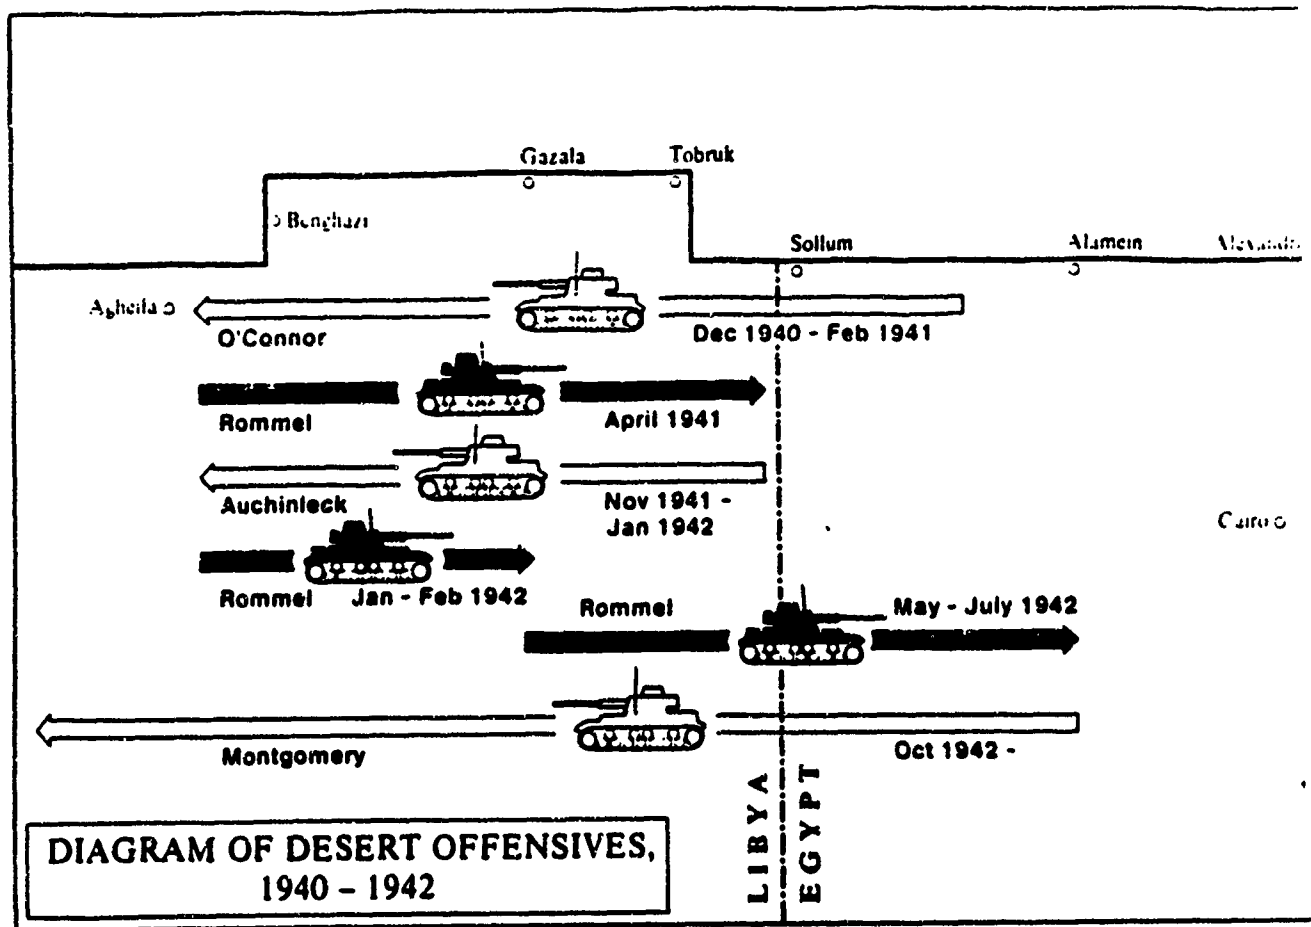 Gazala
Tobruk
Benghazi
Sollum
Alamein
Agheila
O'Connor
Dec 1940 - Feb 1941
Rommel
April 1941
Auchinleck
Nov 1941 -
Jan 1942
Cairo
Rommel
Jan - Feb 1942
Rommel
May - July 1942
Montgomery
Oct 1942 -
LIBYA
EGYPT
DIAGRAM OF DESERT OFFENSIVES,
1940 - 1942